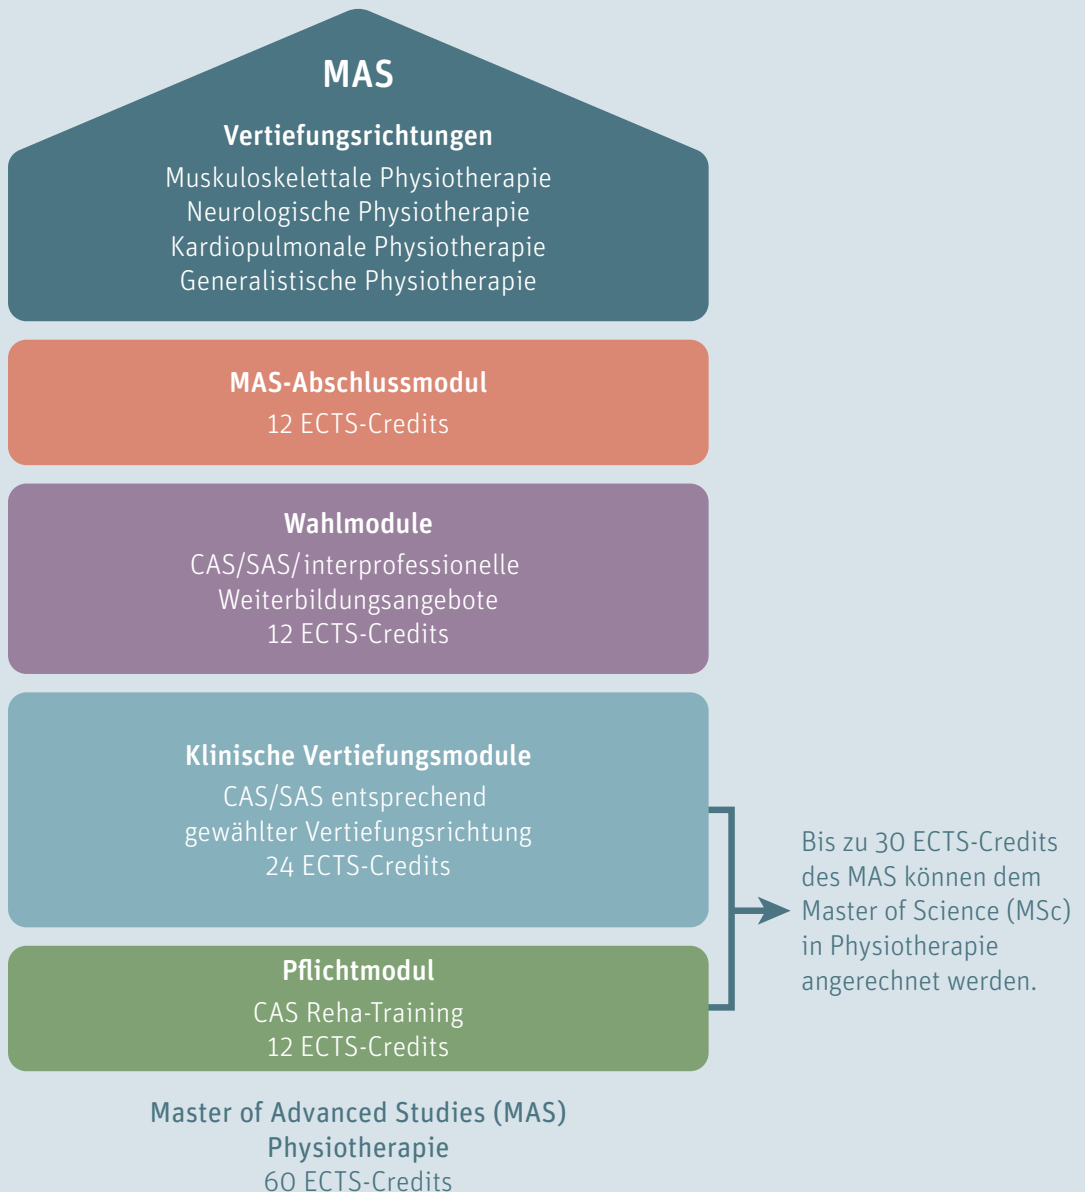 MAS
Vertiefungsrichtungen
Muskuloskelettale Physiotherapie
Neurologische Physiotherapie
Kardiopulmonale Physiotherapie
Generalistische Physiotherapie
MAS-Abschlussmodul
12 ECTS-Credits
Wahlmodule
CAS/SAS/interprofessionelle
Weiterbildungsangebote
12 ECTS-Credits
Klinische Vertiefungsmodule
CAS/SAS entsprechend
gewählter Vertiefungsrichtung
24 ECTS-Credits
Bis zu 30 ECTS-Credits
des MAS können dem
Master of Science (MSc)
in Physiotherapie
angerechnet werden.
Pflichtmodul
CAS Reha-Training
12 ECTS-Credits
Master of Advanced Studies (MAS)
Physiotherapie
60 ECTS-Credits